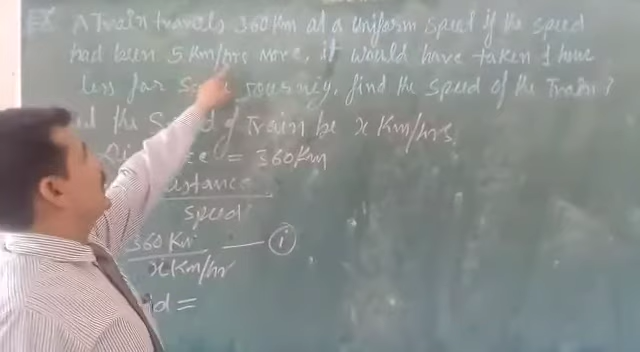 A Train travels 360 Km at a uniform speed if the speed
had been 5 Km/hrs more, it would have taken 1 hour
less for journey, find the speed of the Train?
the Speed of Train be x Km/hrs
= 360 Km
Distance
Speed
360 Km
x Km/hr —— (i)
=